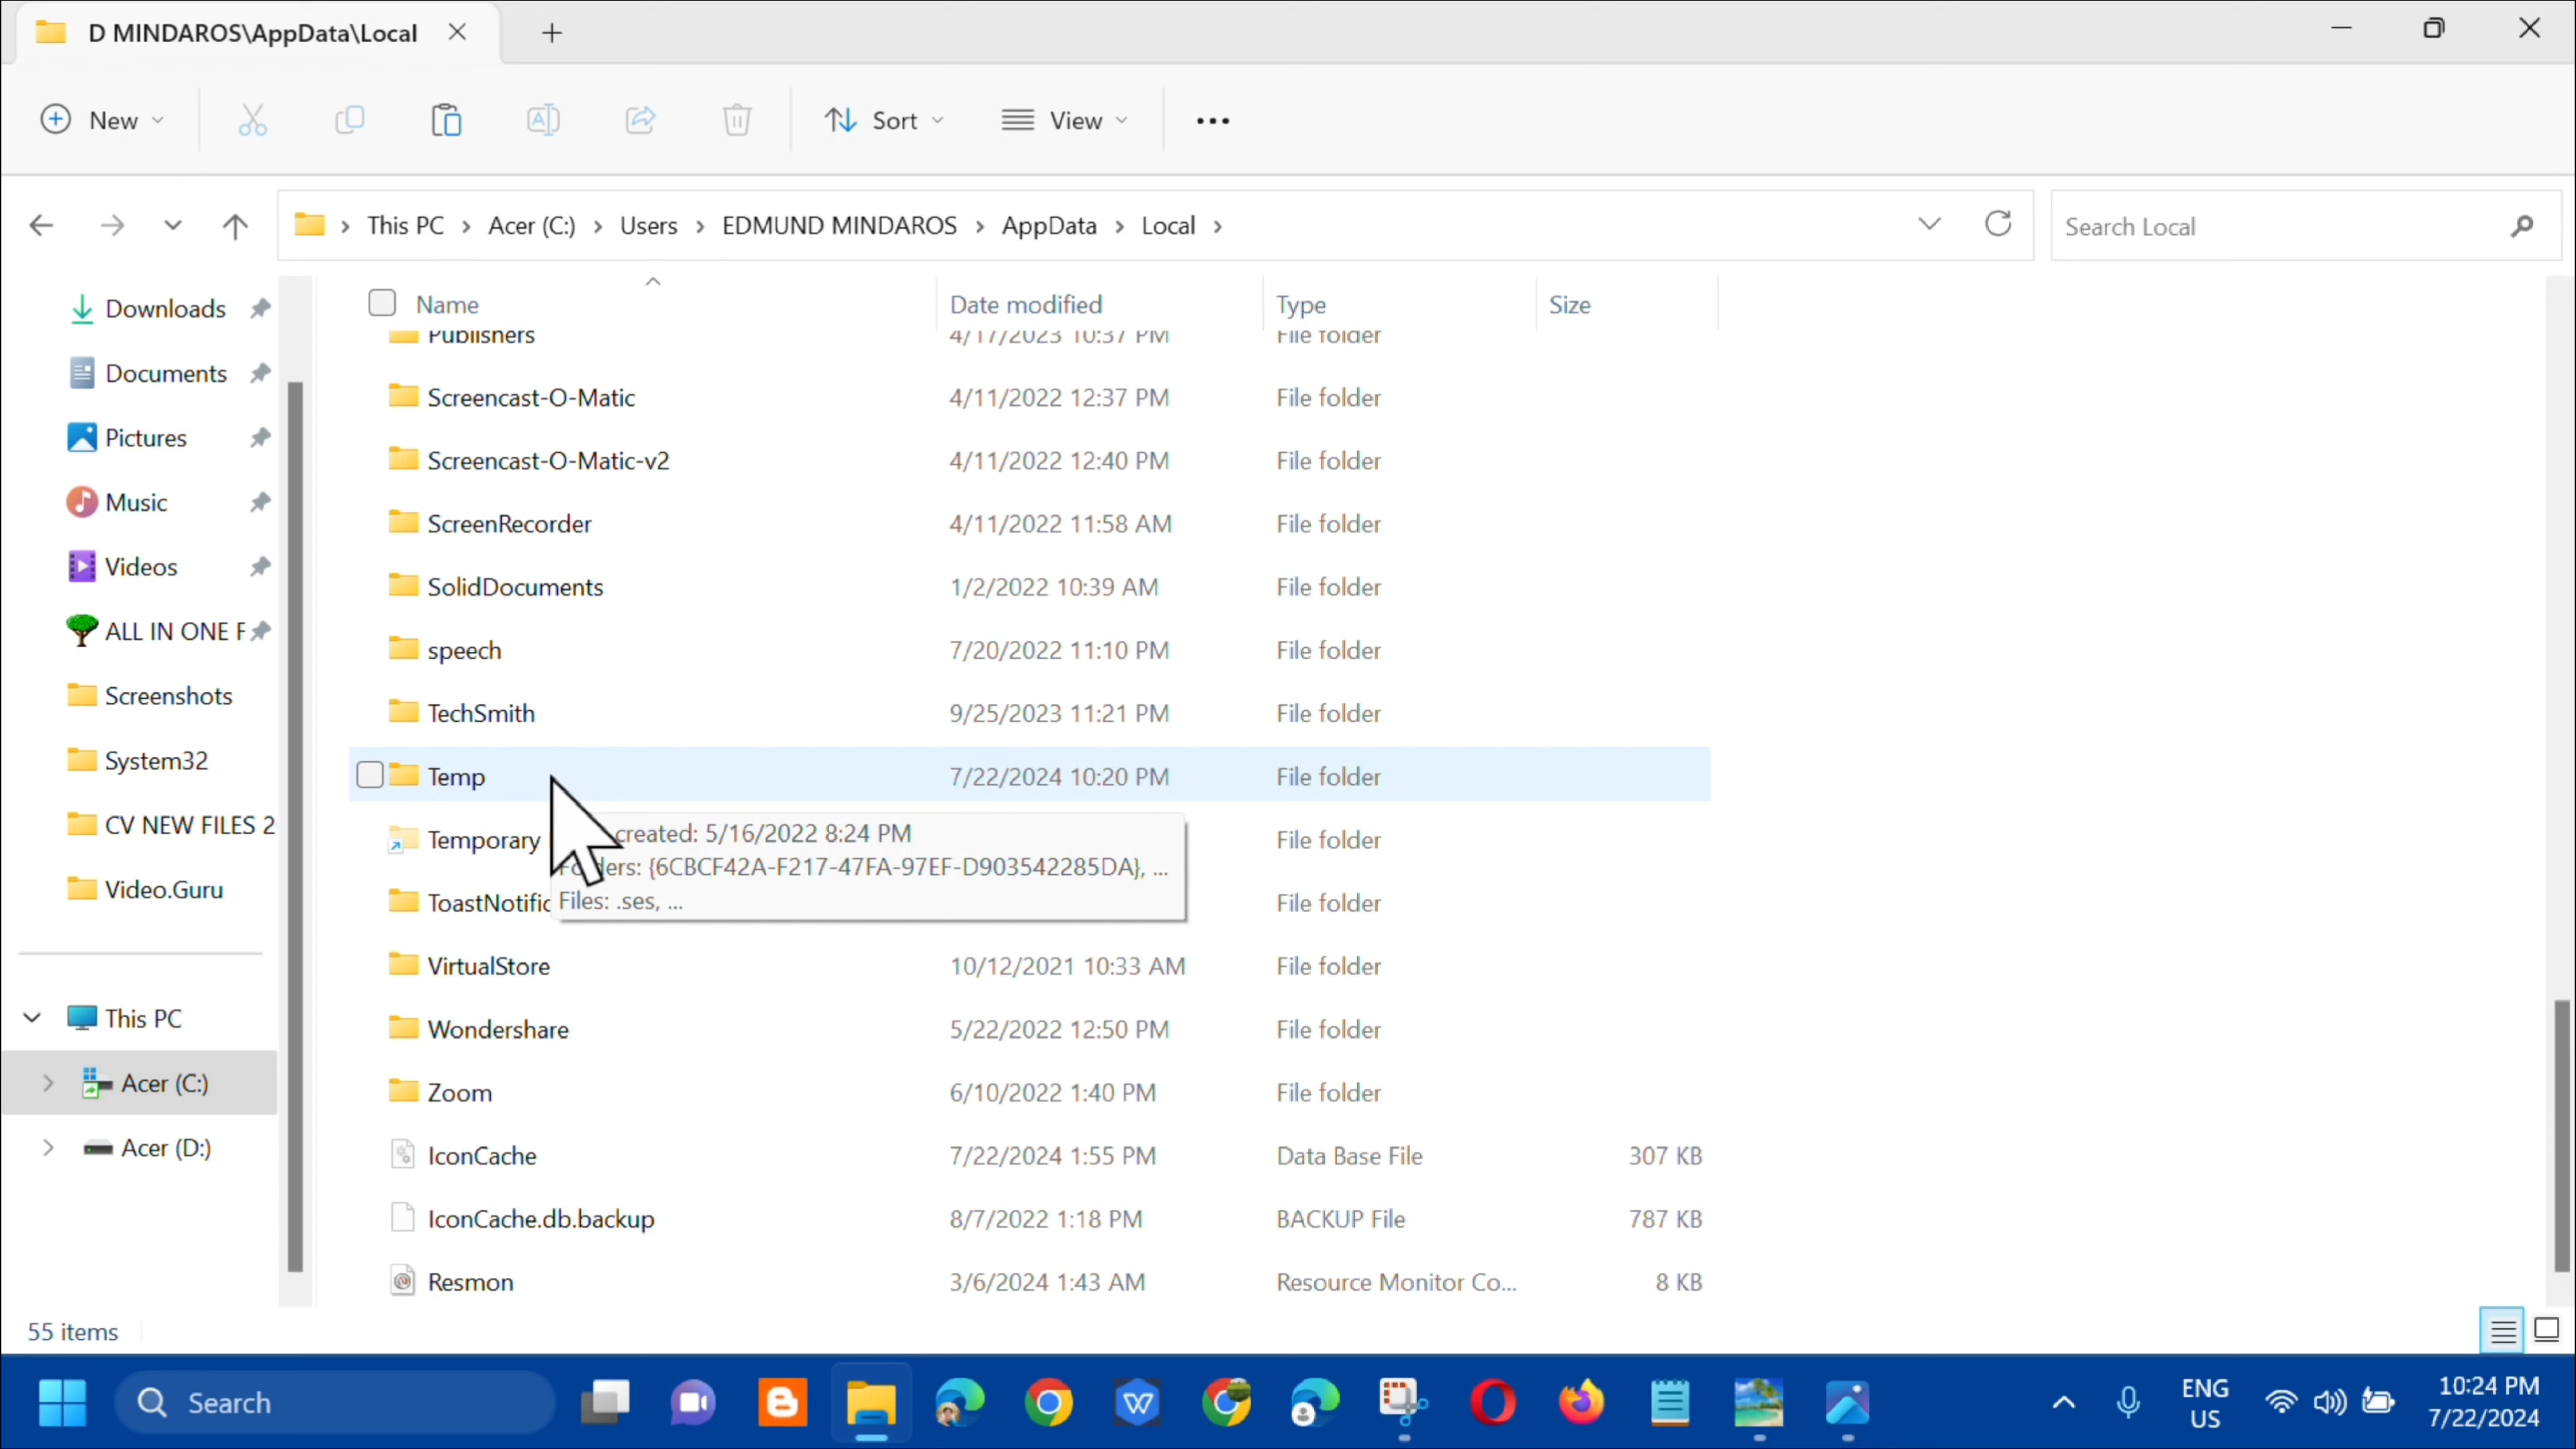 D MINDAROS\AppData\Local
New
Sort
View
This PC > Acer (C:) > Users > EDMUND MINDAROS > AppData > Local >
Search Local
Downloads
Documents
Pictures
Music
Videos
ALL IN ONE F
Screenshots
System32
CV NEW FILES 2
Video.Guru
This PC
Acer (C:)
Acer (D:)
Name Date modified Type Size
Publishers 4/17/2023 10:37 PM File folder
Screencast-O-Matic 4/11/2022 12:37 PM File folder
Screencast-O-Matic-v2 4/11/2022 12:40 PM File folder
ScreenRecorder 4/11/2022 11:58 AM File folder
SolidDocuments 1/2/2022 10:39 AM File folder
speech 7/20/2022 11:10 PM File folder
TechSmith 9/25/2023 11:21 PM File folder
Temp 7/22/2024 10:20 PM File folder
Temporary File folder
created: 5/16/2022 8:24 PM
{6CBCF42A-F217-47FA-97EF-D903542285DA}, ...
Files: .ses, ...
ToastNotific File folder
VirtualStore 10/12/2021 10:33 AM File folder
Wondershare 5/22/2022 12:50 PM File folder
Zoom 6/10/2022 1:40 PM File folder
IconCache 7/22/2024 1:55 PM Data Base File 307 KB
IconCache.db.backup 8/7/2022 1:18 PM BACKUP File 787 KB
Resmon 3/6/2024 1:43 AM Resource Monitor Co... 8 KB
55 items
Search
ENG
US
10:24 PM
7/22/2024